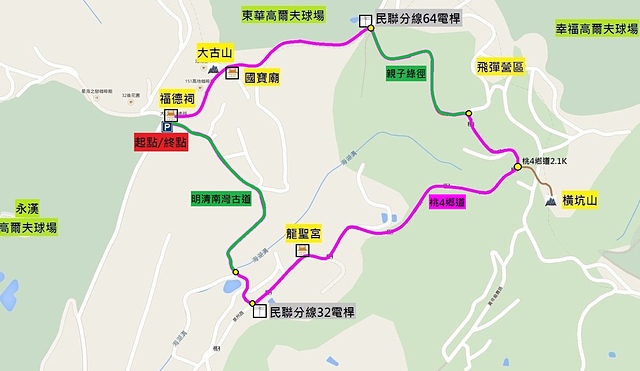 東華高爾夫球場
民聯分線64電桿
幸福高爾夫球場
大古山
國寶廟
親子綠徑
飛彈營區
福德祠
P
起點/終點
桃4鄉道2.1K
明清南灣古道
桃4鄉道
橫坑山
永漢
高爾夫球場
龍聖宮
民聯分線32電桿